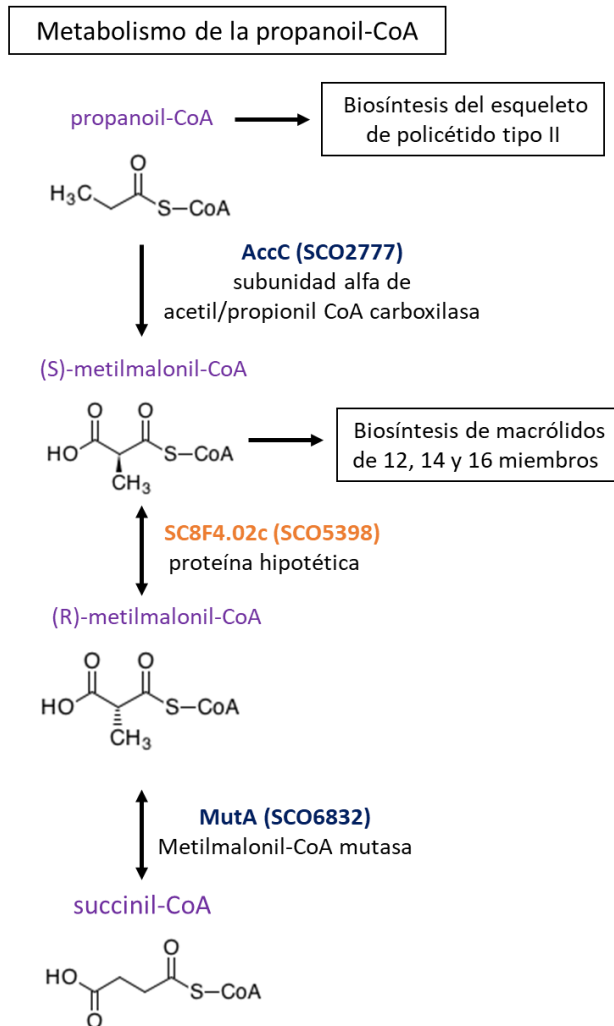 Metabolismo de la propanoil-CoA
propanoil-CoA
Biosíntesis del esqueleto
de policétido tipo II
O
H₃C
S–CoA
AccC (SCO2777)
subunidad alfa de
acetil/propionil CoA carboxilasa
(S)-metilmalonil-CoA
O O
HO
S–CoA
CH₃
Biosíntesis de macrólidos
de 12, 14 y 16 miembros
SC8F4.02c (SCO5398)
proteína hipotética
(R)-metilmalonil-CoA
O O
HO
S–CoA
CH₃
MutA (SCO6832)
Metilmalonil-CoA mutasa
succinil-CoA
O
HO
S–CoA
O